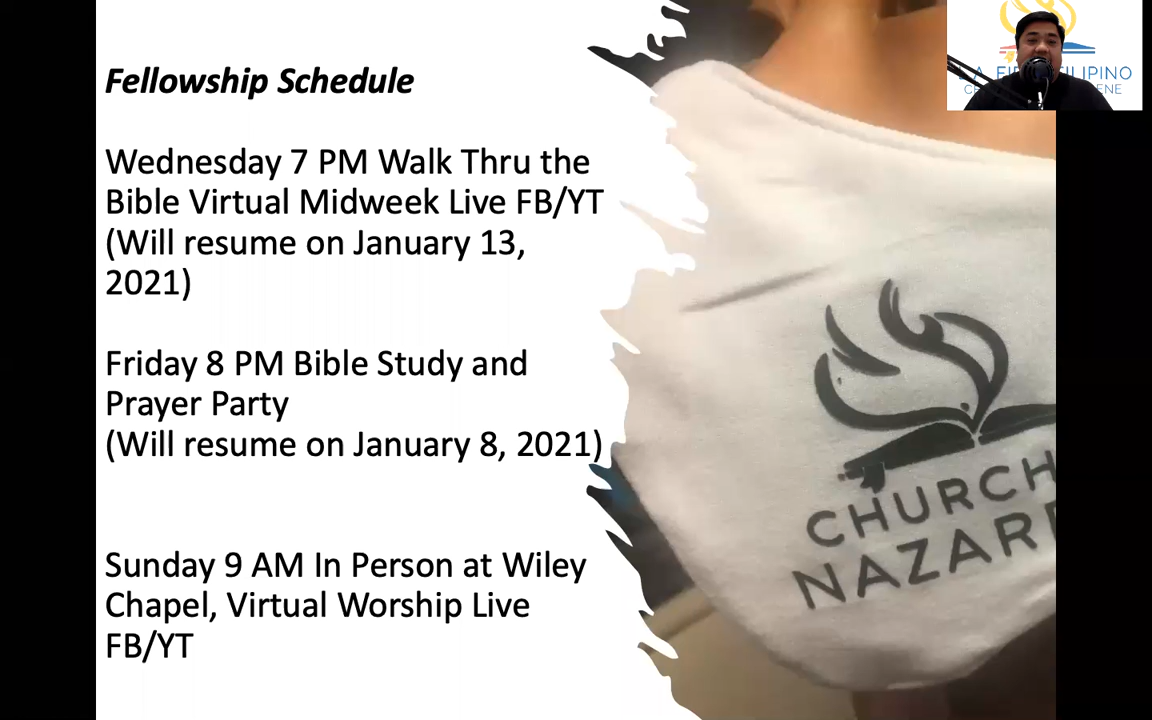 Fellowship Schedule
Wednesday 7 PM Walk Thru the
Bible Virtual Midweek Live FB/YT
(Will resume on January 13,
2021)
Friday 8 PM Bible Study and
Prayer Party
(Will resume on January 8, 2021)
Sunday 9 AM In Person at Wiley
Chapel, Virtual Worship Live
FB/YT
CHURCH
NAZAR